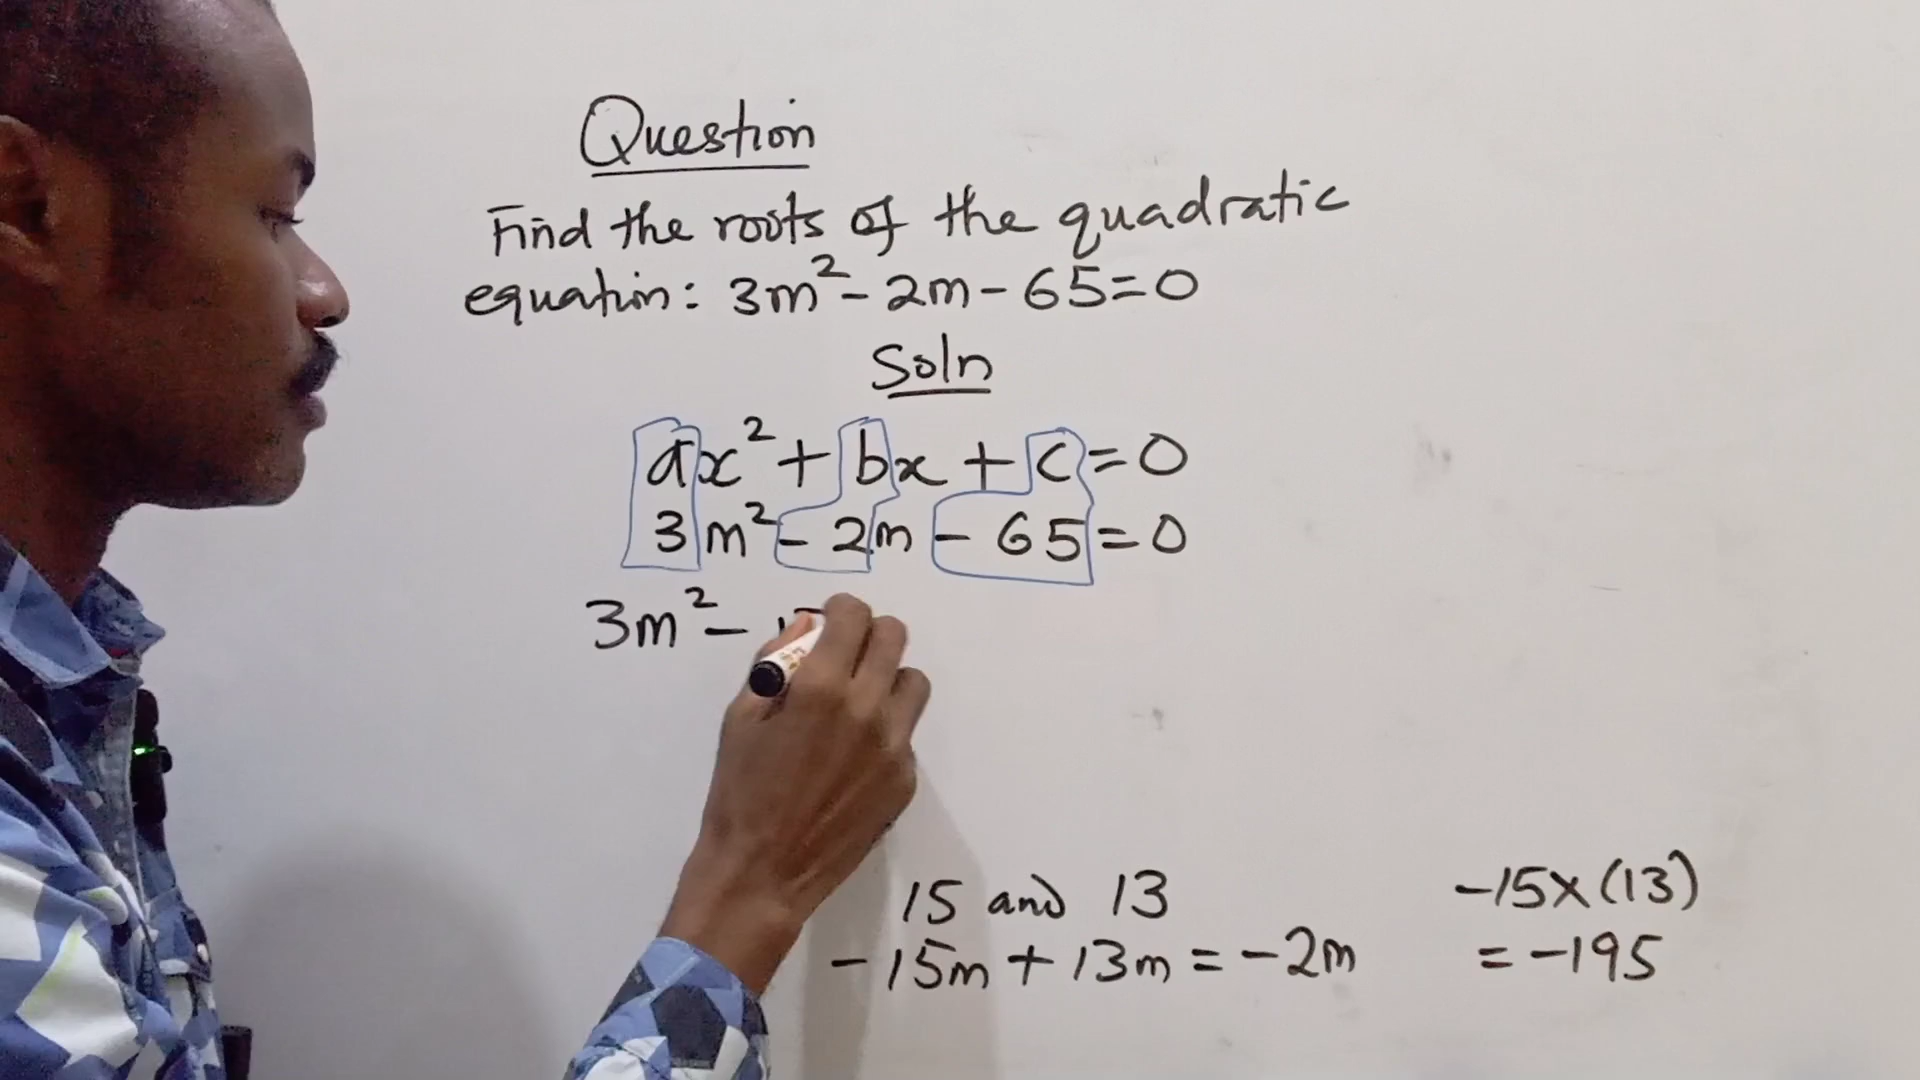 Question
Find the roots of the quadratic
equation: 3m² - 2m - 65 = 0
Soln
ax² + bx + c = 0
3m² - 2m - 65 = 0
3m² -
15 and 13
-15m + 13m = -2m
-15x(13)
= -195